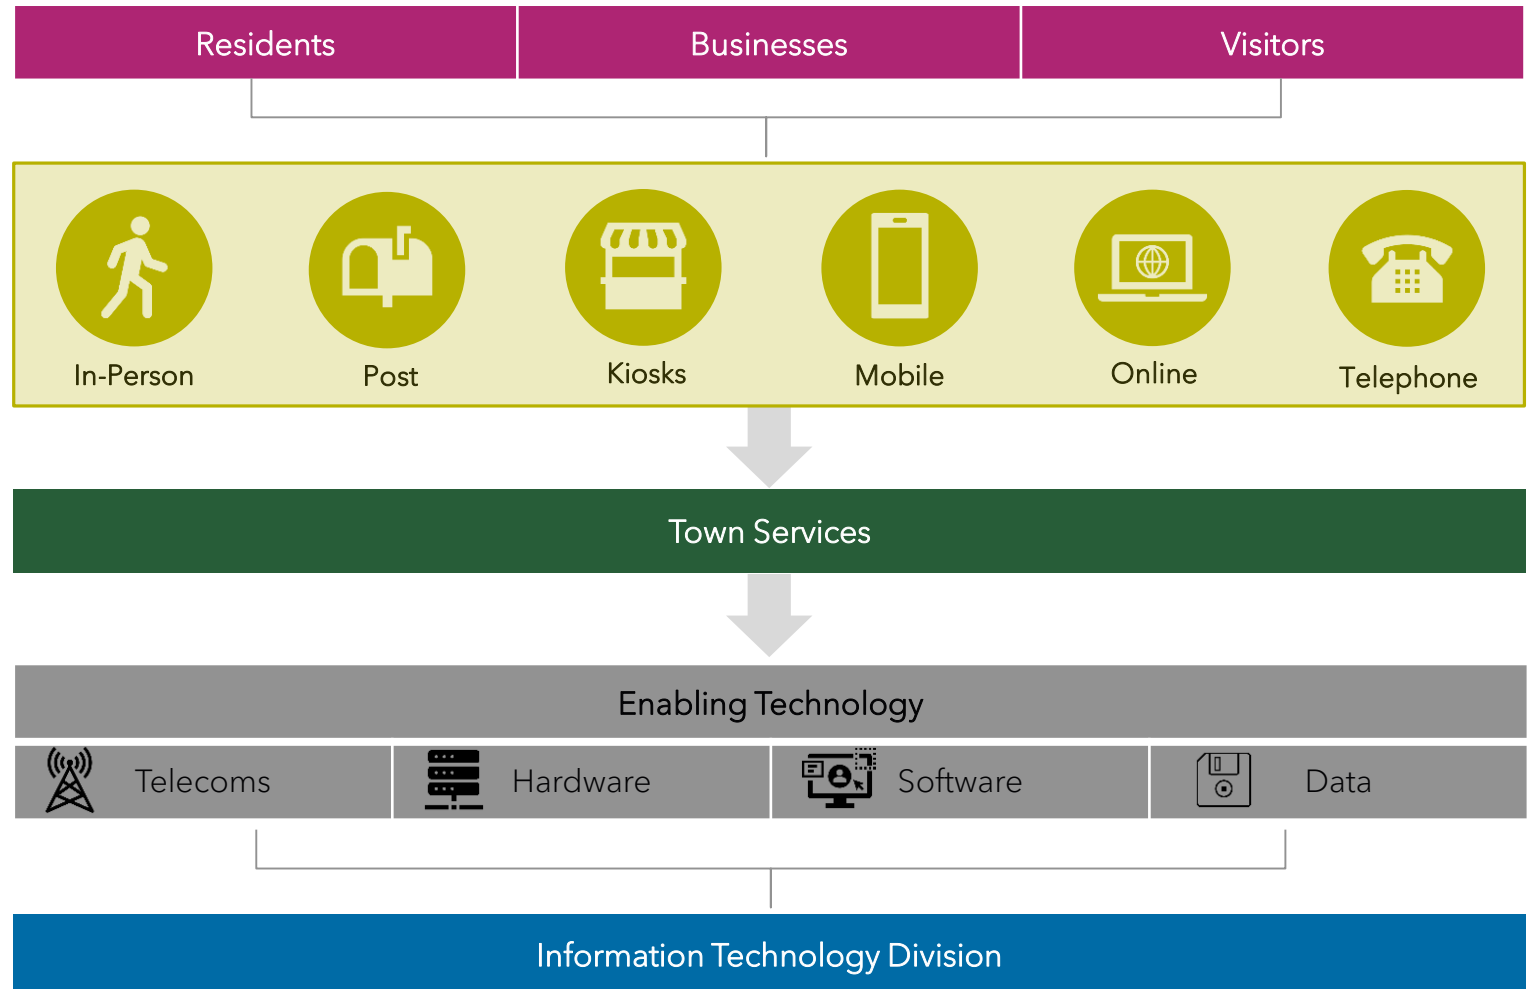 Residents
Businesses
Visitors
In-Person
Post
Kiosks
Mobile
Online
Telephone
Town Services
Enabling Technology
Telecoms
Hardware
Software
Data
Information Technology Division